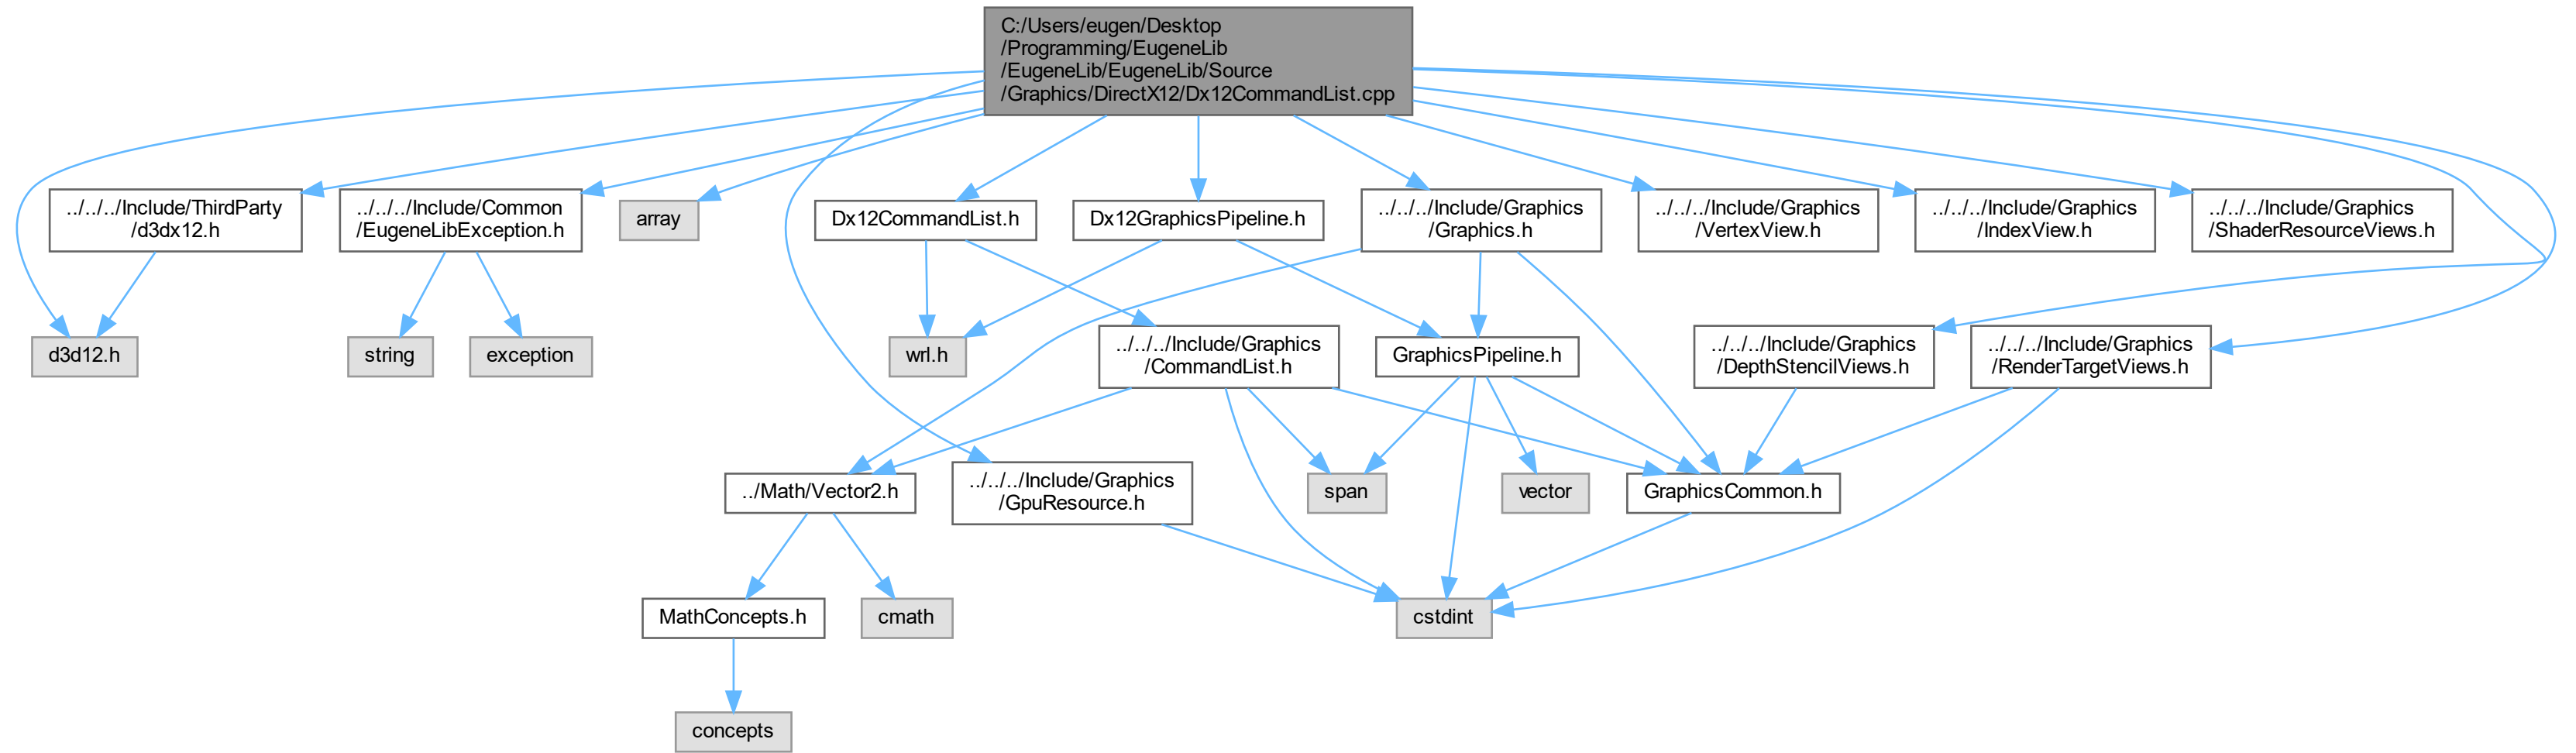 C:/Users/eugen/Desktop
/Programming/EugeneLib
/EugeneLib/EugeneLib/Source
/Graphics/DirectX12/Dx12CommandList.cpp
../../../Include/ThirdParty
/d3dx12.h
../../../Include/Common
/EugeneLibException.h
array
Dx12CommandList.h
Dx12GraphicsPipeline.h
../../../Include/Graphics
/Graphics.h
../../../Include/Graphics
/VertexView.h
../../../Include/Graphics
/IndexView.h
../../../Include/Graphics
/ShaderResourceViews.h
d3d12.h
string
exception
wrl.h
../../../Include/Graphics
/CommandList.h
GraphicsPipeline.h
../../../Include/Graphics
/DepthStencilViews.h
../../../Include/Graphics
/RenderTargetViews.h
../Math/Vector2.h
../../../Include/Graphics
/GpuResource.h
span
vector
GraphicsCommon.h
MathConcepts.h
cmath
cstdint
concepts